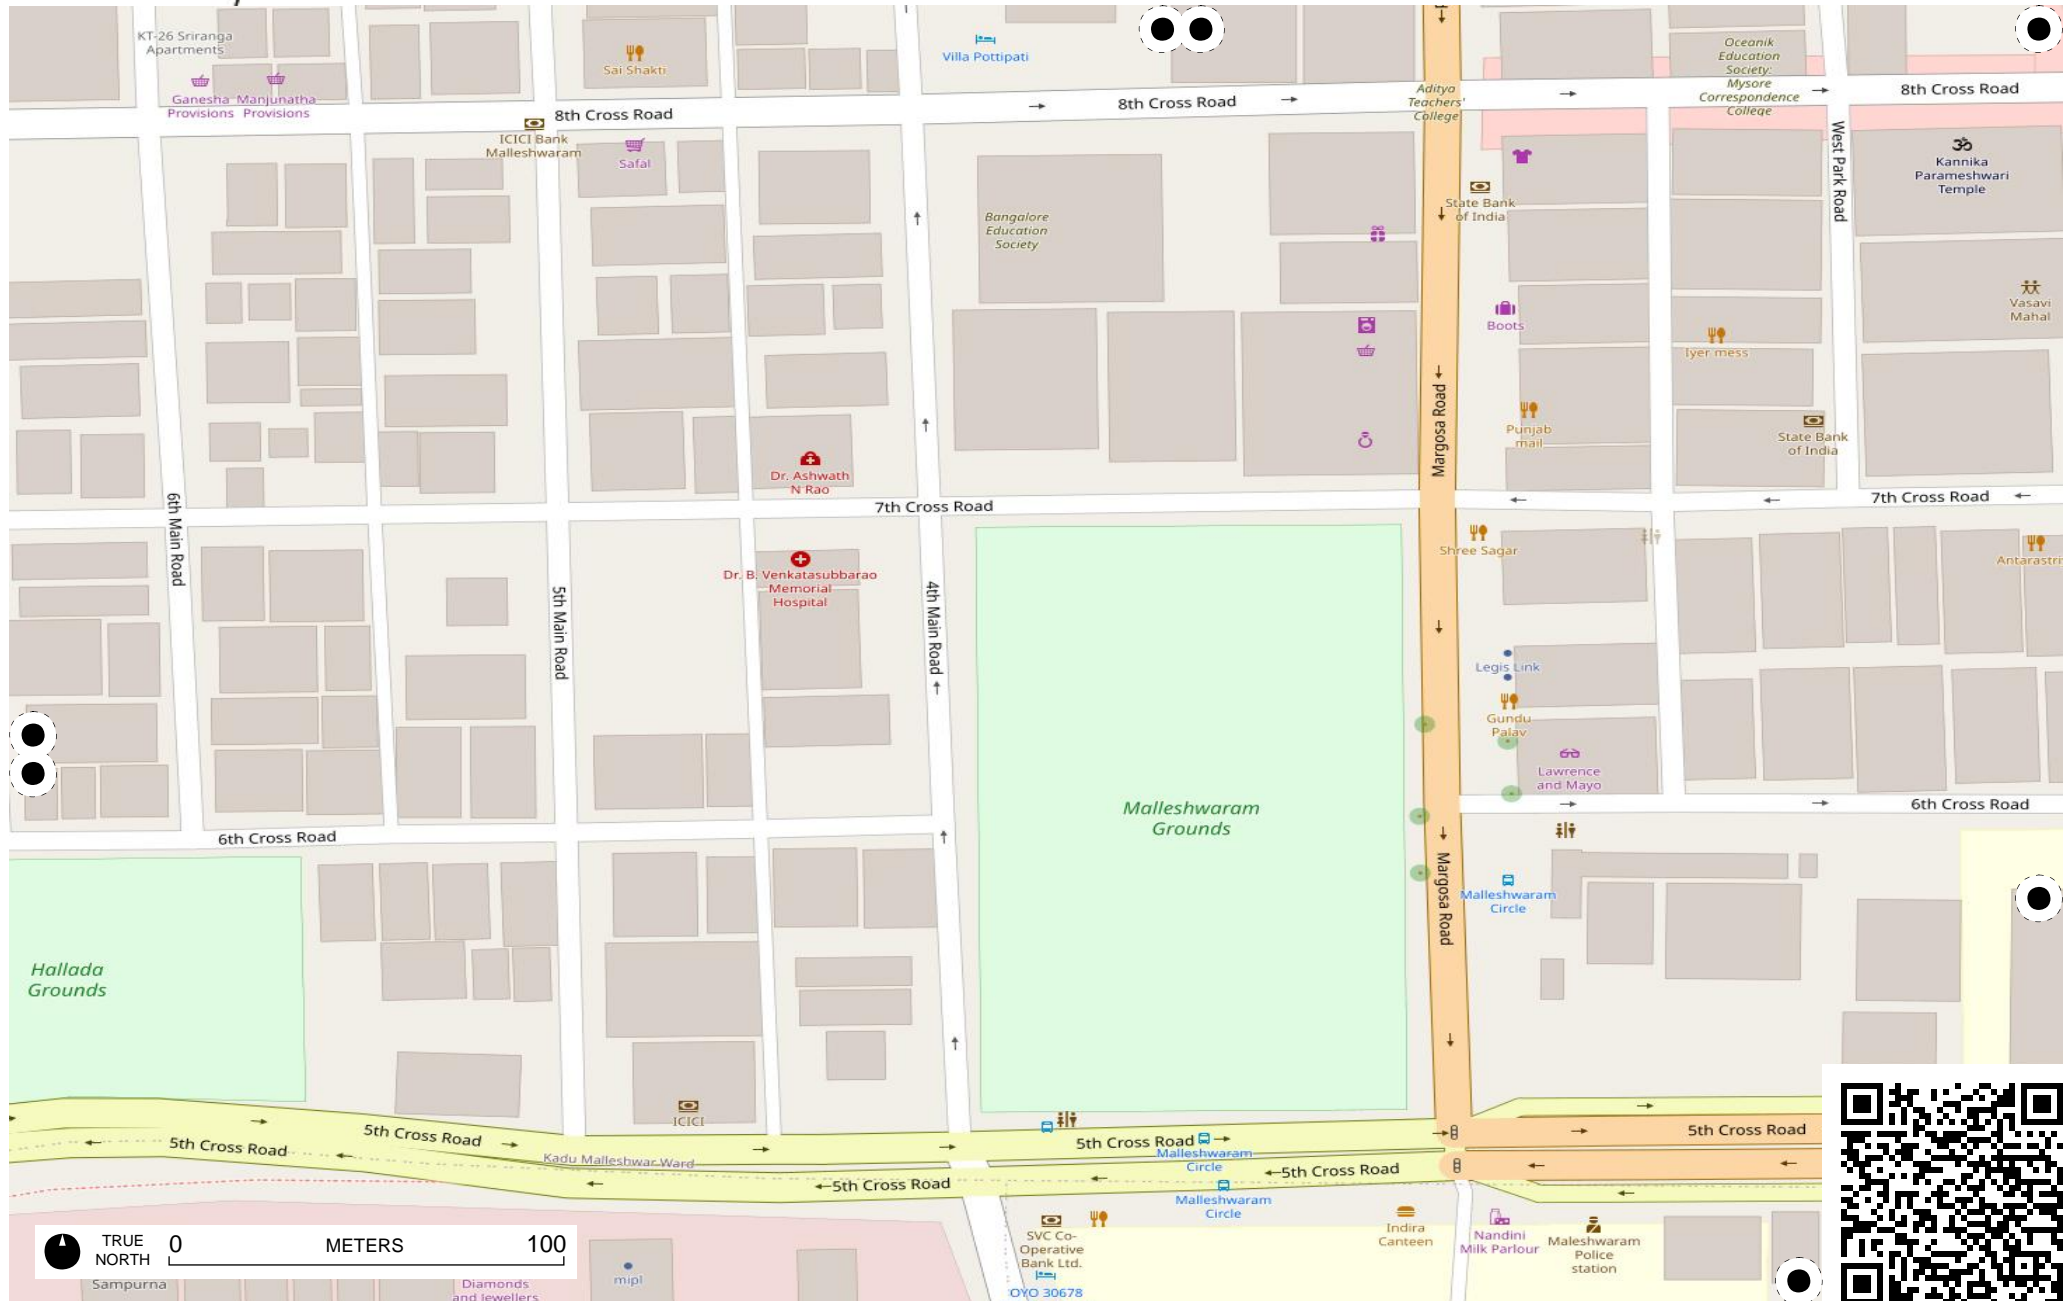 KT-26 Sriranga
Apartments
Ganesha
Provisions
Manjunatha
Provisions
Sai Shakti
Villa Pottipati
8th Cross Road
ICICI Bank
Malleshwaram
Safal
8th Cross Road
Aditya
Teachers'
College
Oceanik
Education
Society:
Mysore
Correspondence
College
8th Cross Road
West Park Road
Kannika
Parameshwari
Temple
Bangalore
Education
Society
State Bank
of India
Boots
Iyer mess
Vasavi
Mahal
Punjab
mail
State Bank
of India
Margosa Road
Dr. Ashwath
N Rao
7th Cross Road
7th Cross Road
6th Main Road
5th Main Road
4th Main Road
Dr. B. Venkatasubbarao
Memorial
Hospital
Shree Sagar
Antarastri
Legis Link
Gundu
Palav
Lawrence
and Mayo
Malleshwaram
Grounds
6th Cross Road
6th Cross Road
Margosa Road
Malleshwaram
Circle
Hallada
Grounds
ICICI
5th Cross Road
5th Cross Road
5th Cross Road
5th Cross Road
Kadu Malleshwar Ward
Malleshwaram
Circle
5th Cross Road
5th Cross Road
Malleshwaram
Circle
SVC Co-
Operative
Bank Ltd.
OYO 30678
Indira
Canteen
Nandini
Milk Parlour
Maleshwaram
Police
station
TRUE
NORTH
0 METERS 100
Sampurna
Diamonds
and Jewellers
mipl